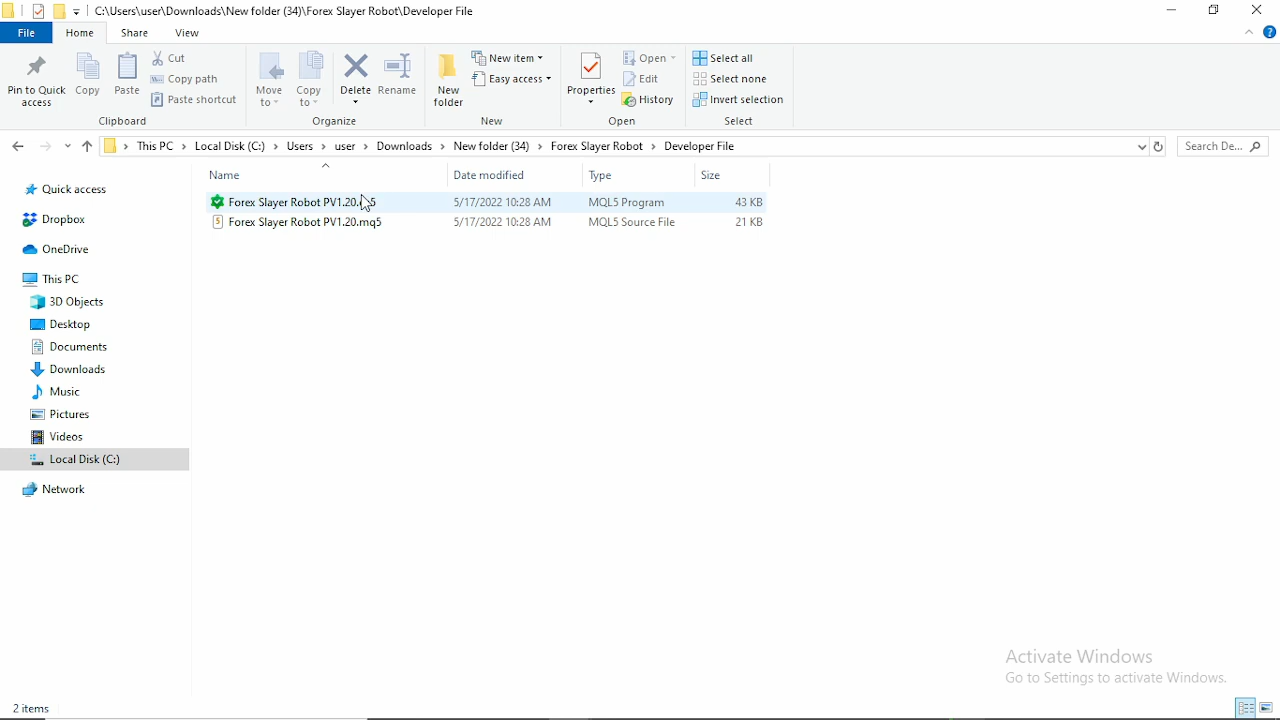 C:\Users\user\Downloads\New folder (34)\Forex Slayer Robot\Developer File
File Home Share View
Pin to Quick access
Copy
Paste
Cut
Copy path
Paste shortcut
Clipboard
Move to
Copy to
Delete
Rename
Organize
New folder
New item
Easy access
New
Properties
Open
Edit
History
Open
Select all
Select none
Invert selection
Select
This PC › Local Disk (C:) › Users › user › Downloads › New folder (34) › Forex Slayer Robot › Developer File
Search De...
Name Date modified Type Size
Forex Slayer Robot PV1.20. 5/17/2022 10:28 AM MQL5 Program 43 KB
Forex Slayer Robot PV1.20.mq5 5/17/2022 10:28 AM MQL5 Source File 21 KB
Quick access
Dropbox
OneDrive
This PC
3D Objects
Desktop
Documents
Downloads
Music
Pictures
Videos
Local Disk (C:)
Network
Activate Windows
Go to Settings to activate Windows.
2 items